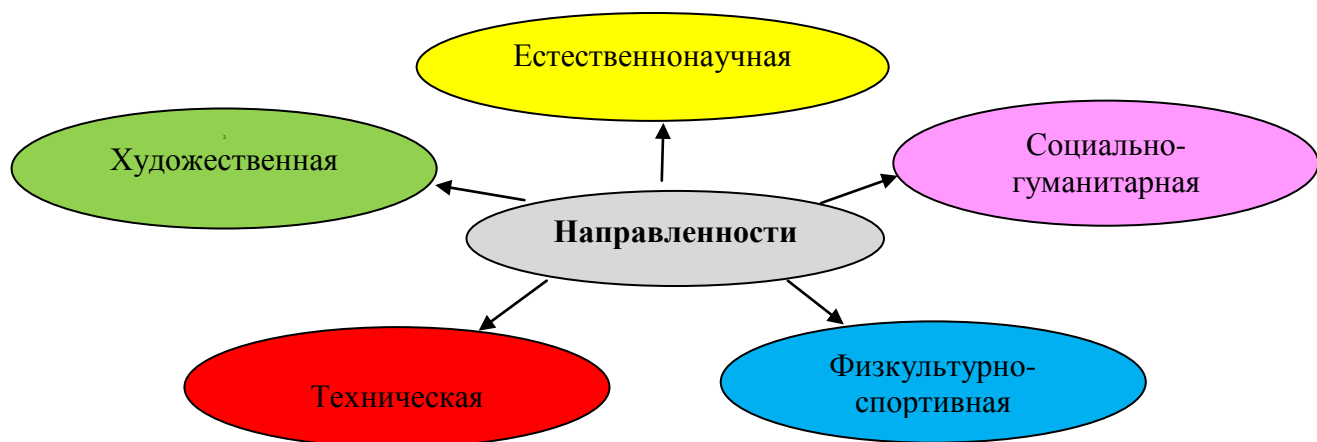 Естественнонаучная
Художественная
Социально-
гуманитарная
Направленности
Техническая
Физкультурно-
спортивная